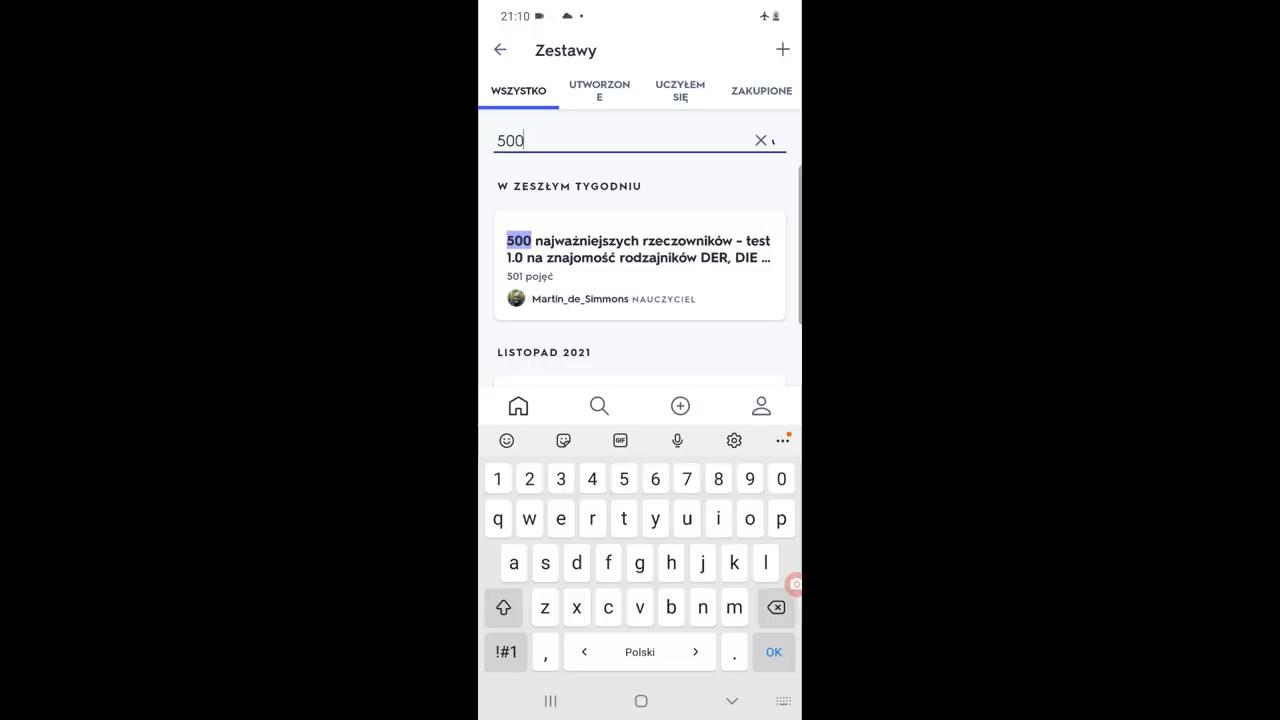 21:10
Zestawy
WSZYSTKO
UTWORZON
E
UCZYŁEM
SIĘ
ZAKUPIONE
500
W ZESZŁYM TYGODNIU
500 najważniejszych rzeczowników - test
1.0 na znajomość rodzajników DER, DIE ...
501 pojęć
Martin_de_Simmons NAUCZYCIEL
LISTOPAD 2021
GIF
1 2 3 4 5 6 7 8 9 0
q w e r t y u i o p
a s d f g h j k l
z x c v b n m
!#1 , < Polski > . OK